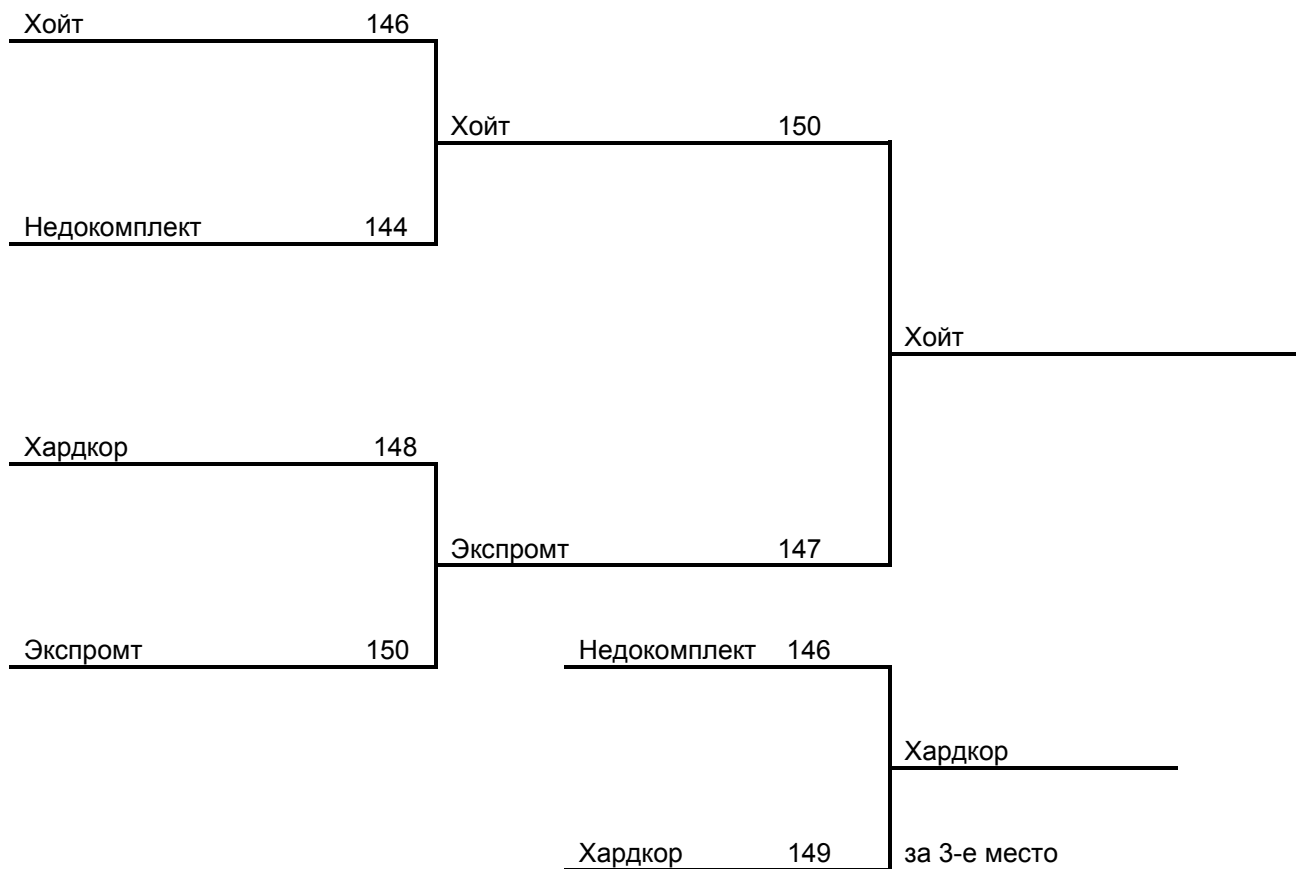 Хойт 146
Хойт 150
Недокомплект 144
Хойт
Хардкор 148
Экспромт 147
Экспромт 150
Недокомплект 146
Хардкор
Хардкор 149
за 3-е место